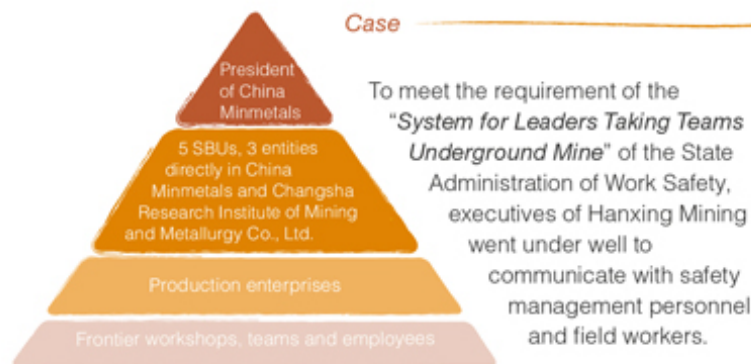 Case
President
of China
Minmetals
5 SBUs, 3 entities
directly in China
Minmetals and Changsha
Research Institute of Mining
and Metallurgy Co., Ltd.
Production enterprises
Frontier workshops, teams and employees
To meet the requirement of the
“System for Leaders Taking Teams
Underground Mine” of the State
Administration of Work Safety,
executives of Hanxing Mining
went under well to
communicate with safety
management personnel
and field workers.